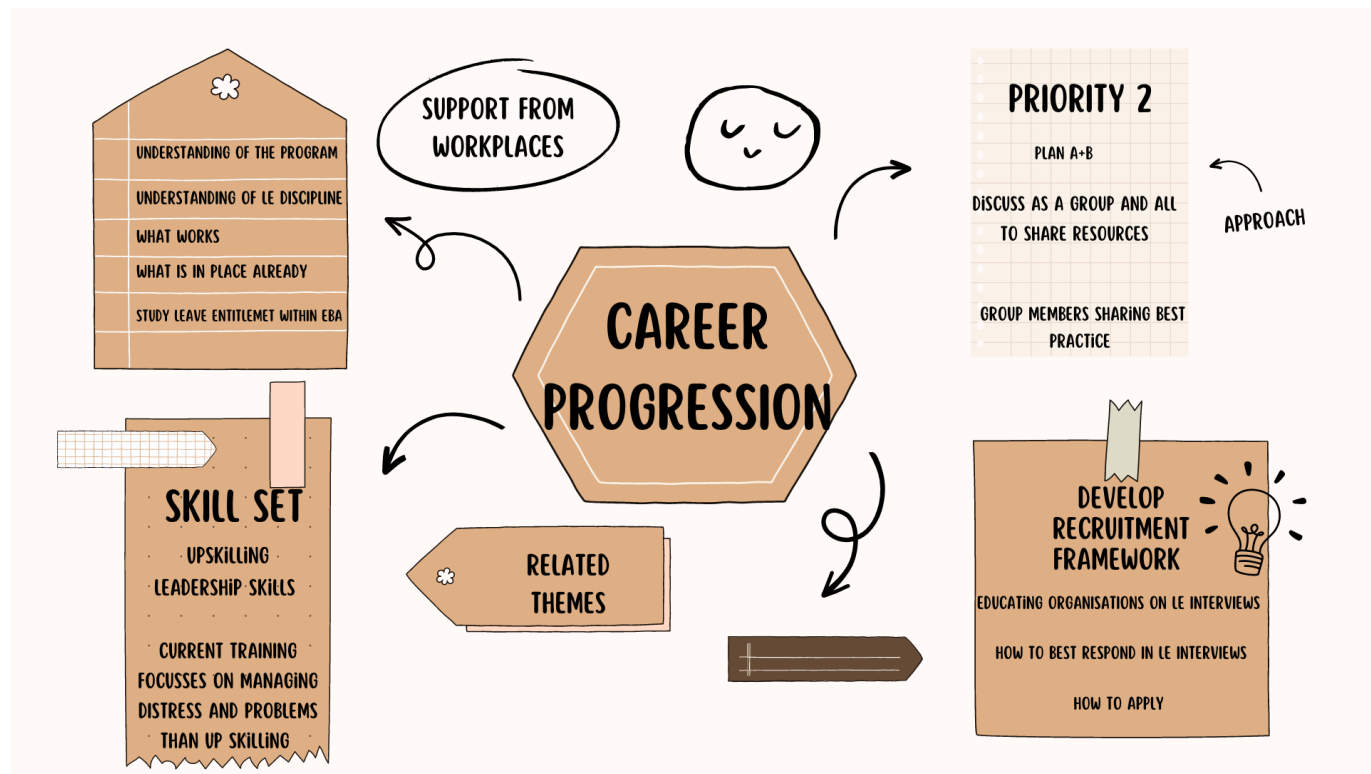 UNDERSTANDING OF THE PROGRAM
UNDERSTANDING OF LE DISCIPLINE
WHAT WORKS
WHAT IS IN PLACE ALREADY
STUDY LEAVE ENTITLEMET WITHIN EBA
SUPPORT FROM
WORKPLACES
PRIORITY 2
PLAN A+B
DISCUSS AS A GROUP AND ALL
TO SHARE RESOURCES
GROUP MEMBERS SHARING BEST
PRACTICE
APPROACH
CAREER
PROGRESSION
SKILL SET
UPSKILLING
LEADERSHIP SKILLS
CURRENT TRAINING
FOCUSSES ON MANAGING
DISTRESS AND PROBLEMS
THAN UP SKILLING
RELATED
THEMES
DEVELOP
RECRUITMENT
FRAMEWORK
EDUCATING ORGANISATIONS ON LE INTERVIEWS
HOW TO BEST RESPOND IN LE INTERVIEWS
HOW TO APPLY